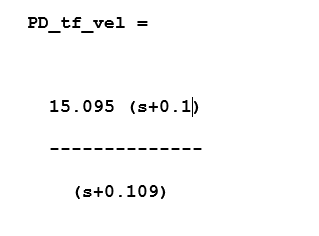 PD_tf_vel =
15.095 (s+0.1)
--------------
(s+0.109)